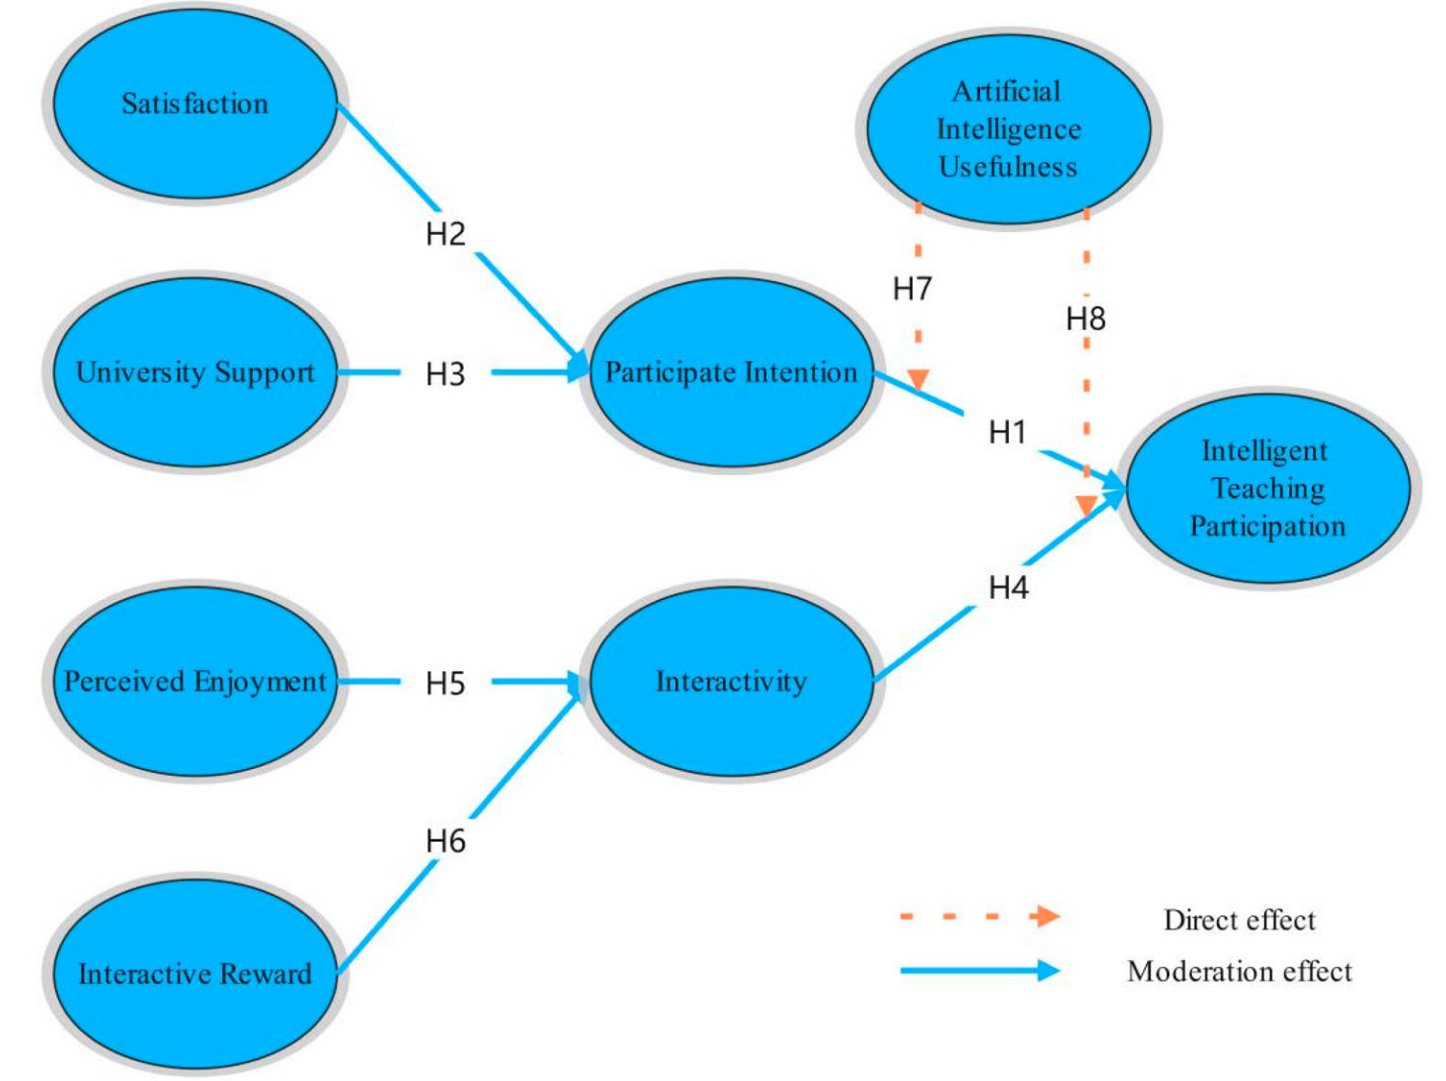 Satisfaction
Artificial
Intelligence
Usefulness
H2
H7
H8
University Support
H3
Participate Intention
H1
Intelligent
Teaching
Participation
H4
Perceived Enjoyment
H5
Interactivity
H6
Interactive Reward
Direct effect
Moderation effect